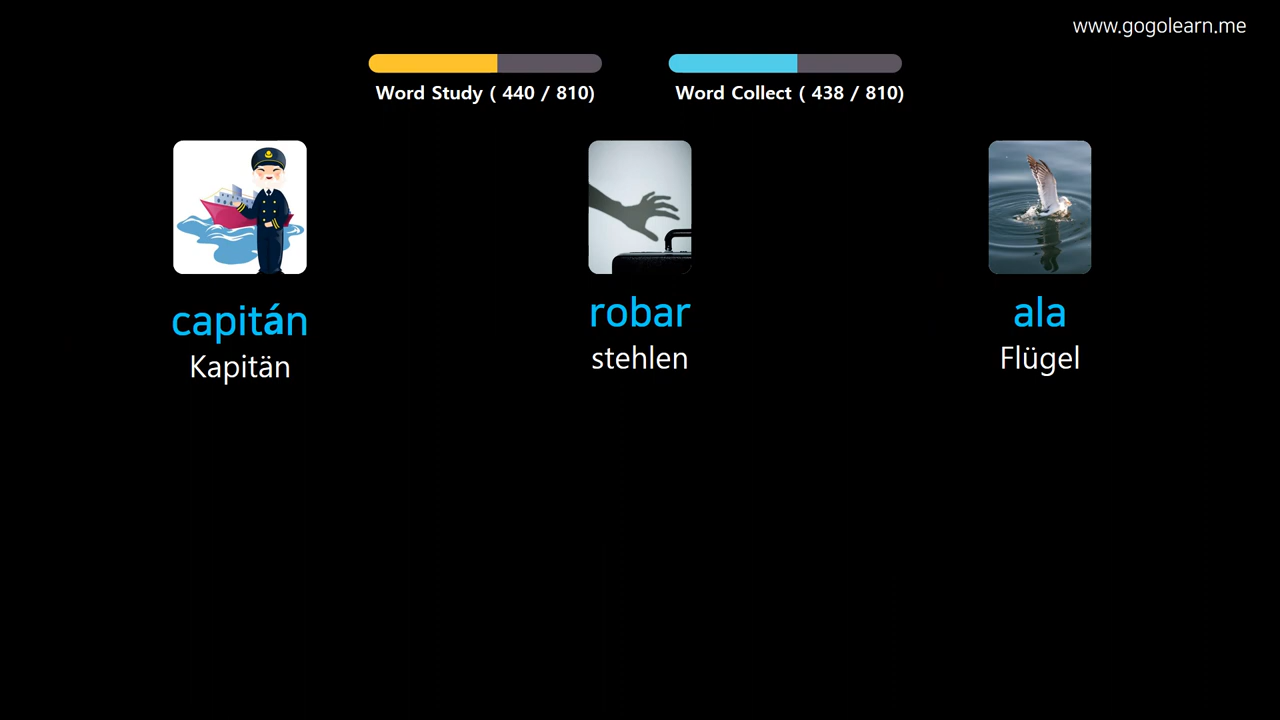 www.gogolearn.me
Word Study ( 440 / 810)
Word Collect ( 438 / 810)
capitán
Kapitän
robar
stehlen
ala
Flügel